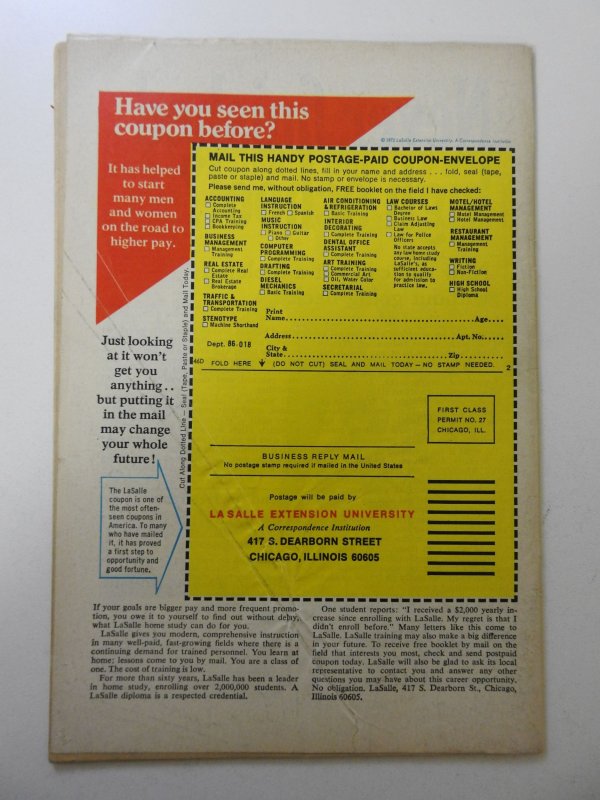 Have you seen this
coupon before?
© 1972 LaSalle Extension University, A Correspondence Institution
It has helped
to start
many men
and women
on the road to
higher pay.
MAIL THIS HANDY POSTAGE-PAID COUPON-ENVELOPE
Cut coupon along dotted lines, fill in your name and address . . . fold, seal (tape,
paste or staple) and mail. No stamp or envelope is necessary.
Please send me, without obligation, FREE booklet on the field I have checked:
ACCOUNTING
Complete
Accounting
Income Tax
CPA Training
Bookkeeping
BUSINESS
MANAGEMENT
Management
Training
REAL ESTATE
Complete Real
Estate
Real Estate
Brokerage
TRAFFIC &
TRANSPORTATION
Complete Training
STENOTYPE
Machine Shorthand
LANGUAGE
INSTRUCTION
French Spanish
MUSIC
INSTRUCTION
Piano Guitar
Other
COMPUTER
PROGRAMMING
Complete Training
DRAFTING
Complete Training
DIESEL
MECHANICS
Basic Training
AIR CONDITIONING
& REFRIGERATION
Basic Training
INTERIOR
DECORATING
Complete Training
DENTAL OFFICE
ASSISTANT
Complete Training
ART TRAINING
Complete Training
Commercial Art
Oil, Water Color
SECRETARIAL
Complete Training
LAW COURSES
Bachelor of Laws
Degree
Business Law
Claim Adjusting
Law
Law for Police
Officers
No state accepts
any law home study
course, including
LaSalle's, as
sufficient educa-
tion to qualify
for admission to
practice law.
MOTEL/HOTEL
MANAGEMENT
Motel Management
Hotel Management
RESTAURANT
MANAGEMENT
Management
Training
WRITING
Fiction
Non-Fiction
HIGH SCHOOL
High School
Diploma
Print
Name........Age....
Address........Apt. No......
Dept. 86-018
City &
State........Zip........
46D FOLD HERE (DO NOT CUT) SEAL AND MAIL TODAY – NO STAMP NEEDED. 2
Cut Along Dotted Line – Seal (Tape, Paste or Staple) and Mail Today.
Just looking
at it won't
get you
anything . .
but putting it
in the mail
may change
your whole
future!
The LaSalle
coupon is one of
the most often-
seen coupons in
America. To many
who have mailed
it, it has proved
a first step to
opportunity and
good fortune.
FIRST CLASS
PERMIT NO. 27
CHICAGO, ILL.
BUSINESS REPLY MAIL
No postage stamp required if mailed in the United States
Postage will be paid by
LA SALLE EXTENSION UNIVERSITY
A Correspondence Institution
417 S. DEARBORN STREET
CHICAGO, ILLINOIS 60605
If your goals are bigger pay and more frequent promo-
tion, you owe it to yourself to find out without delay,
what LaSalle home study can do for you.
LaSalle gives you modern, comprehensive instruction
in many well-paid, fast-growing fields where there is a
continuing demand for trained personnel. You learn at
home; lessons come to you by mail. You are a class of
one. The cost of training is low.
For more than sixty years, LaSalle has been a leader
in home study, enrolling over 2,000,000 students. A
LaSalle diploma is a respected credential.
One student reports: "I received a $2,000 yearly in-
crease since enrolling with LaSalle. My regret is that I
didn't enroll before." Many letters like this come to
LaSalle. LaSalle training may also make a big difference
in your future. To receive free booklet by mail on the
field that interests you most, check and send postpaid
coupon today. LaSalle will also be glad to ask its local
representative to contact you and answer any other
questions you may have about this career opportunity.
No obligation. LaSalle, 417 S. Dearborn St., Chicago,
Illinois 60605.